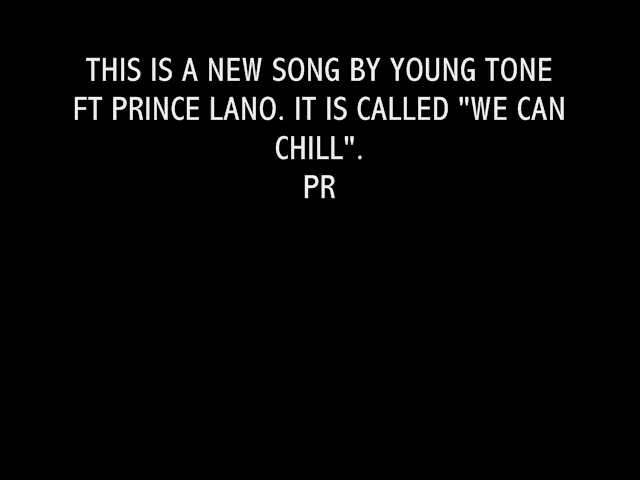 THIS IS A NEW SONG BY YOUNG TONE
FT PRINCE LANO. IT IS CALLED "WE CAN
CHILL".
PR